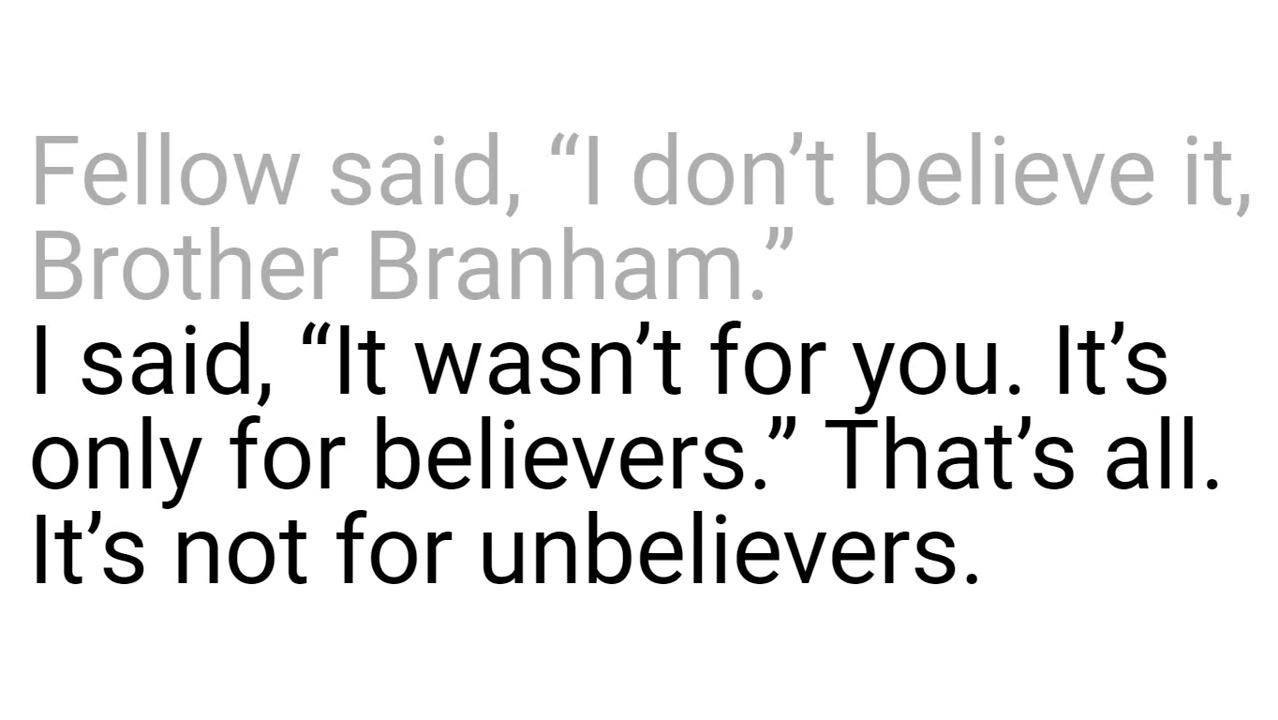 Fellow said, “I don’t believe it,
Brother Branham.”
I said, “It wasn’t for you. It’s
only for believers.” That’s all.
It’s not for unbelievers.